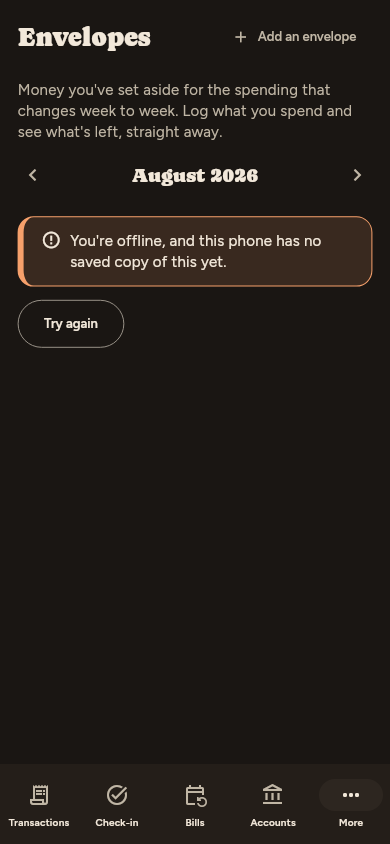 Envelopes
Add an envelope
Money you've set aside for the spending that
changes week to week. Log what you spend and
see what's left, straight away.
August 2026
You're offline, and this phone has no
saved copy of this yet.
Try again
Transactions
Check-in
Bills
Accounts
More